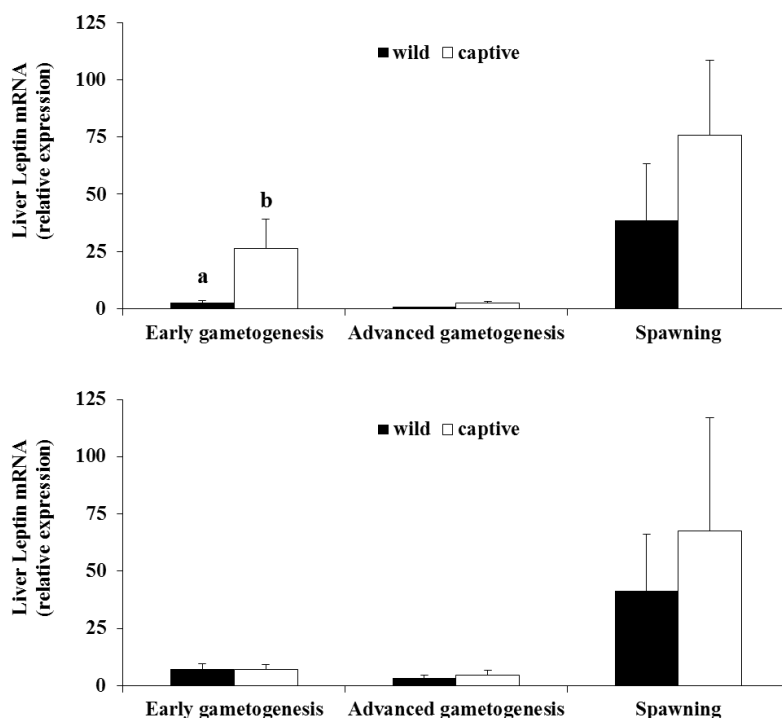 125
wild captive
100
Liver Leptin mRNA
(relative expression)
75
50
b
25
a
0
Early gametogenesis Advanced gametogenesis Spawning
125
wild captive
100
Liver Leptin mRNA
(relative expression)
75
50
25
0
Early gametogenesis Advanced gametogenesis Spawning